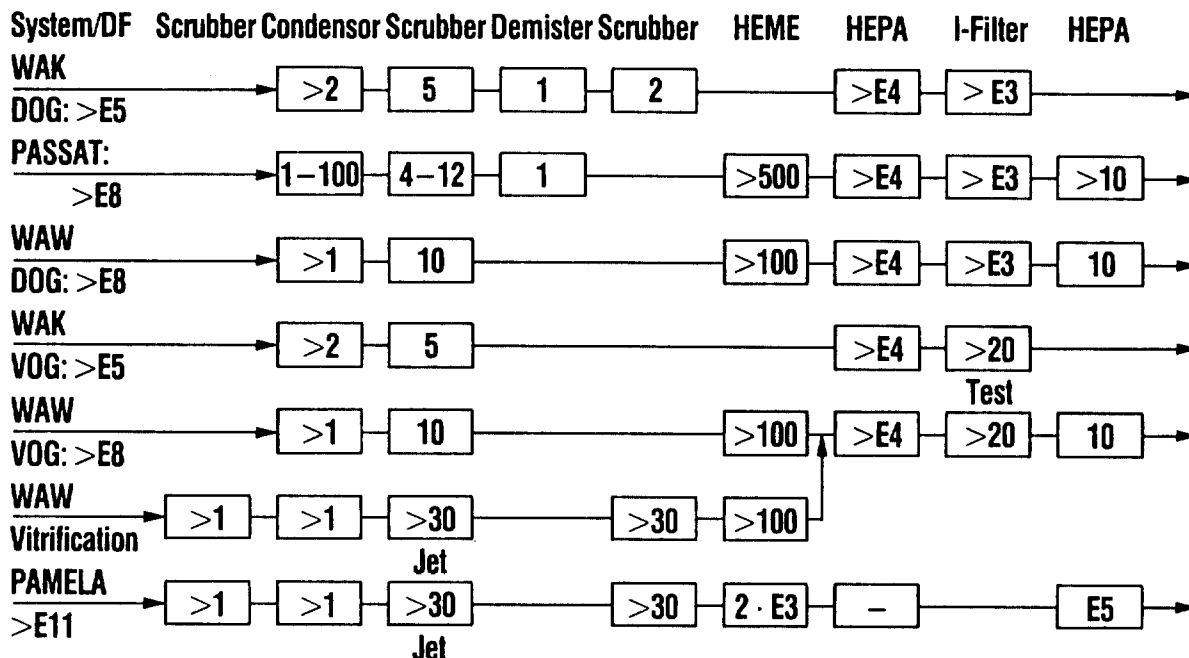 System/DF Scrubber Condensor Scrubber Demister Scrubber HEME HEPA I-Filter HEPA
WAK
>2 5 1 2 >E4 > E3
DOG: >E5
PASSAT:
1–100 4–12 1 >500 >E4 > E3 >10
>E8
WAW
>1 10 >100 >E4 >E3 10
DOG: >E8
WAK
>2 5 >E4 >20
VOG: >E5
Test
WAW
>1 10 >100 >E4 >20 10
VOG: >E8
WAW
>1 >1 >30 >30 >100
Vitrification
Jet
PAMELA
>1 >1 >30 >30 2 · E3 – E5
>E11
Jet